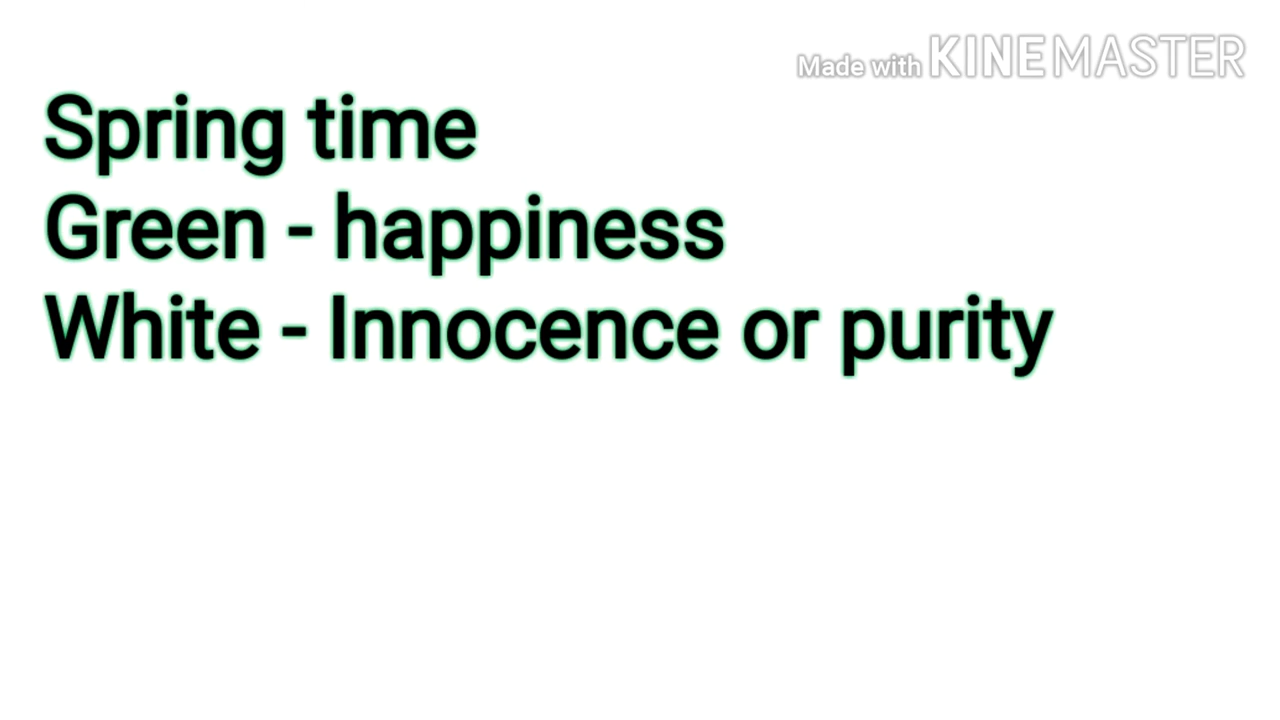 Made with KINEMASTER
Spring time
Green - happiness
White - Innocence or purity